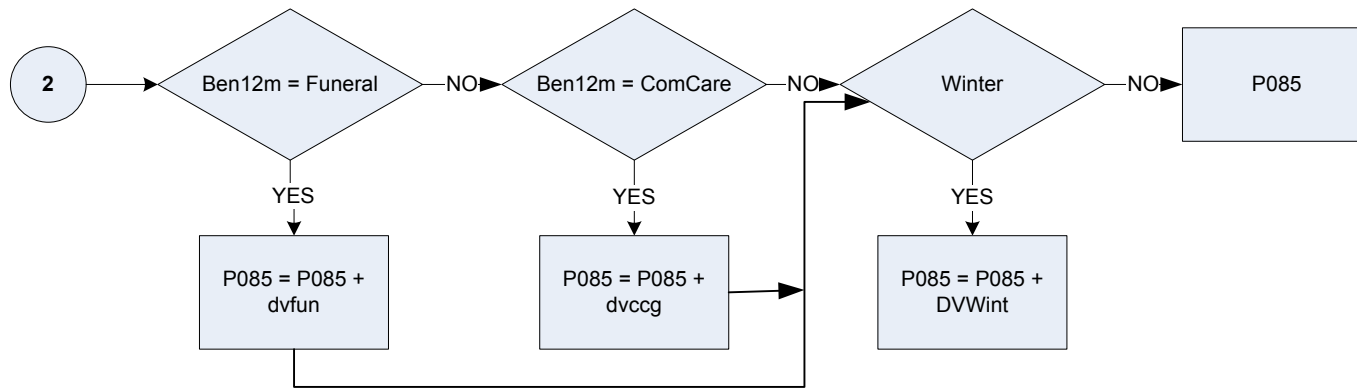 2
Ben12m = Funeral
NO
Ben12m = ComCare
NO
Winter
NO
P085
YES
YES
YES
P085 = P085 +
dvfun
P085 = P085 +
dvccg
P085 = P085 +
DVWint